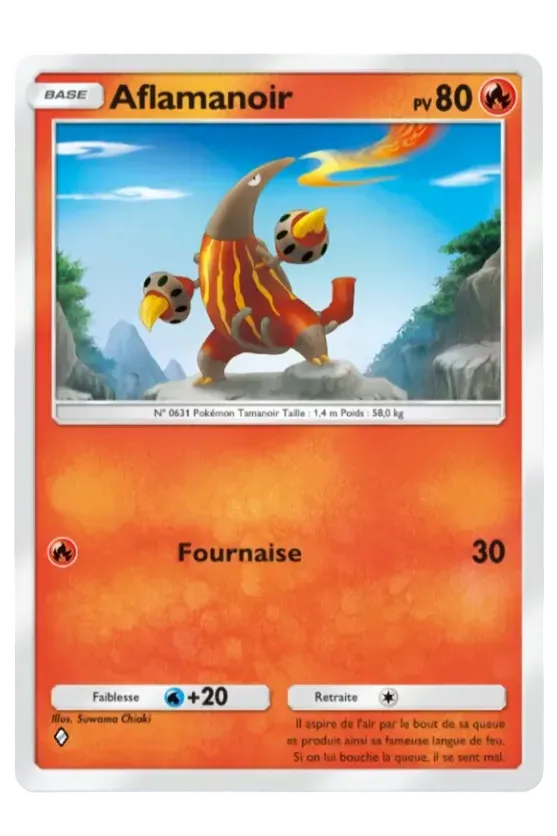 BASE Aflamanoir PV 80
N° 0631 Pokémon Tamanoir Taille : 1,4 m Poids : 58,0 kg
Fournaise 30
Faiblesse +20 Retraite
Illus. Suwama Chiaki
Il aspire de l'air par le bout de sa queue
et produit ainsi sa fameuse langue de feu.
Si on lui bouche la queue, il se sent mal.